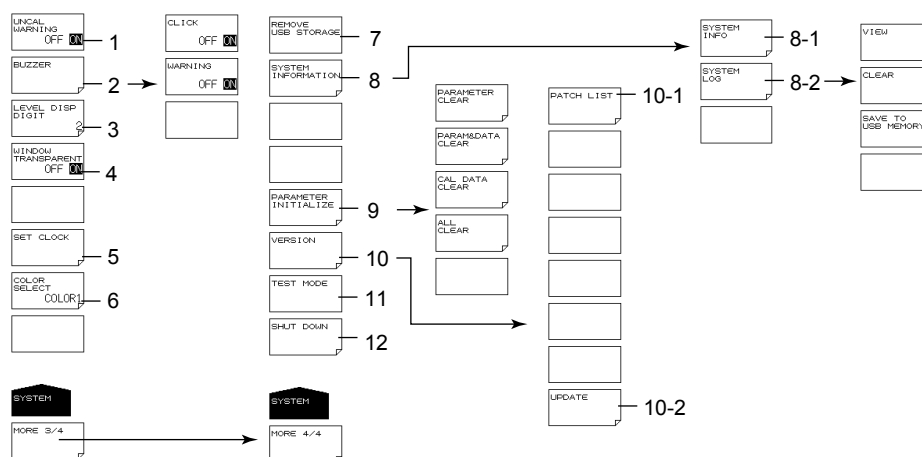 UNCAL
WARNING
OFF ON
1
BUZZER
2
LEVEL DISP
DIGIT
2
3
WINDOW
TRANSPARENT
OFF ON
4
SET CLOCK
5
COLOR
SELECT
COLOR1
6
SYSTEM
MORE 3/4
CLICK
OFF ON
WARNING
OFF ON
REMOVE
USB STORAGE
7
SYSTEM
INFORMATION
8
PARAMETER
INITIALIZE
9
VERSION
10
TEST MODE
11
SHUT DOWN
12
SYSTEM
MORE 4/4
PARAMETER
CLEAR
PARAM&DATA
CLEAR
CAL DATA
CLEAR
ALL
CLEAR
PATCH LIST
10-1
UPDATE
10-2
SYSTEM
INFO
8-1
SYSTEM
LOG
8-2
VIEW
CLEAR
SAVE TO
USB MEMORY